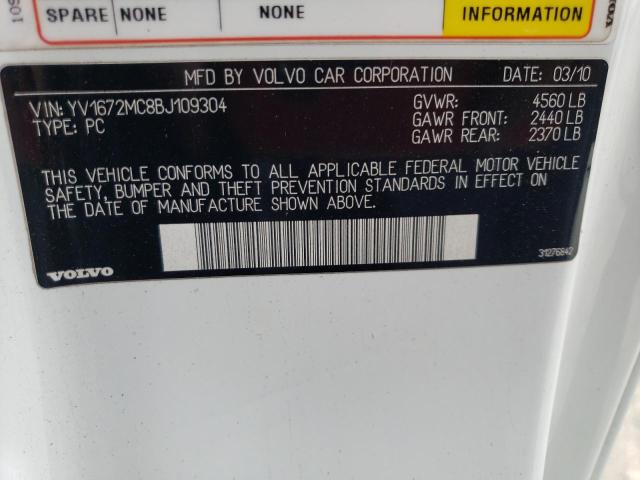 109
SPARE NONE NONE INFORMATION
VOLVO
MFD BY VOLVO CAR CORPORATION DATE: 03/10
VIN: YV1672MC8BJ109304 GVWR: 4560 LB
TYPE: PC GAWR FRONT: 2440 LB
GAWR REAR: 2370 LB
THIS VEHICLE CONFORMS TO ALL APPLICABLE FEDERAL MOTOR VEHICLE
SAFETY, BUMPER AND THEFT PREVENTION STANDARDS IN EFFECT ON
THE DATE OF MANUFACTURE SHOWN ABOVE.
VOLVO 31276842